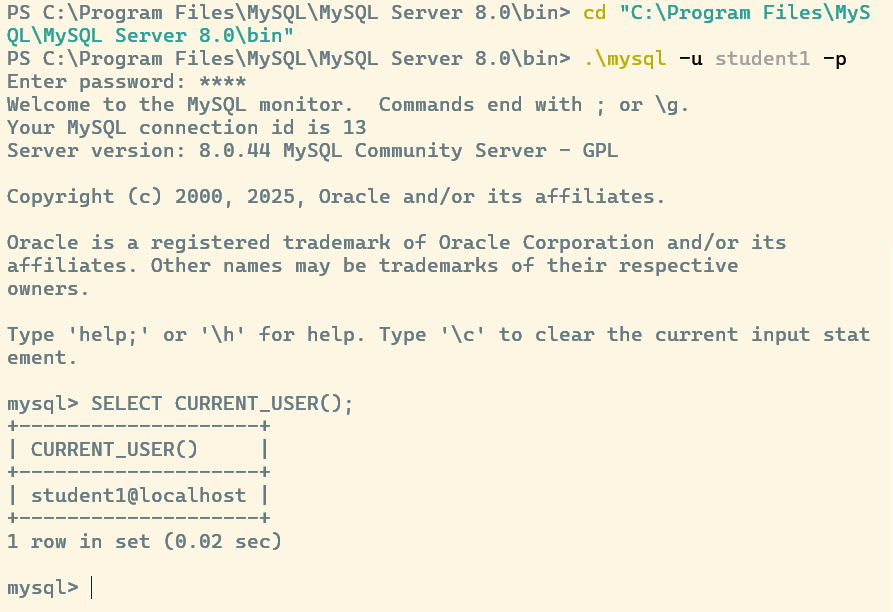 PS C:\Program Files\MySQL\MySQL Server 8.0\bin> cd "C:\Program Files\MyS
QL\MySQL Server 8.0\bin"
PS C:\Program Files\MySQL\MySQL Server 8.0\bin> .\mysql -u student1 -p
Enter password: ****
Welcome to the MySQL monitor.  Commands end with ; or \g.
Your MySQL connection id is 13
Server version: 8.0.44 MySQL Community Server - GPL

Copyright (c) 2000, 2025, Oracle and/or its affiliates.

Oracle is a registered trademark of Oracle Corporation and/or its
affiliates. Other names may be trademarks of their respective
owners.

Type 'help;' or '\h' for help. Type '\c' to clear the current input stat
ement.

mysql> SELECT CURRENT_USER();
+--------------------+
| CURRENT_USER()     |
+--------------------+
| student1@localhost |
+--------------------+
1 row in set (0.02 sec)

mysql>